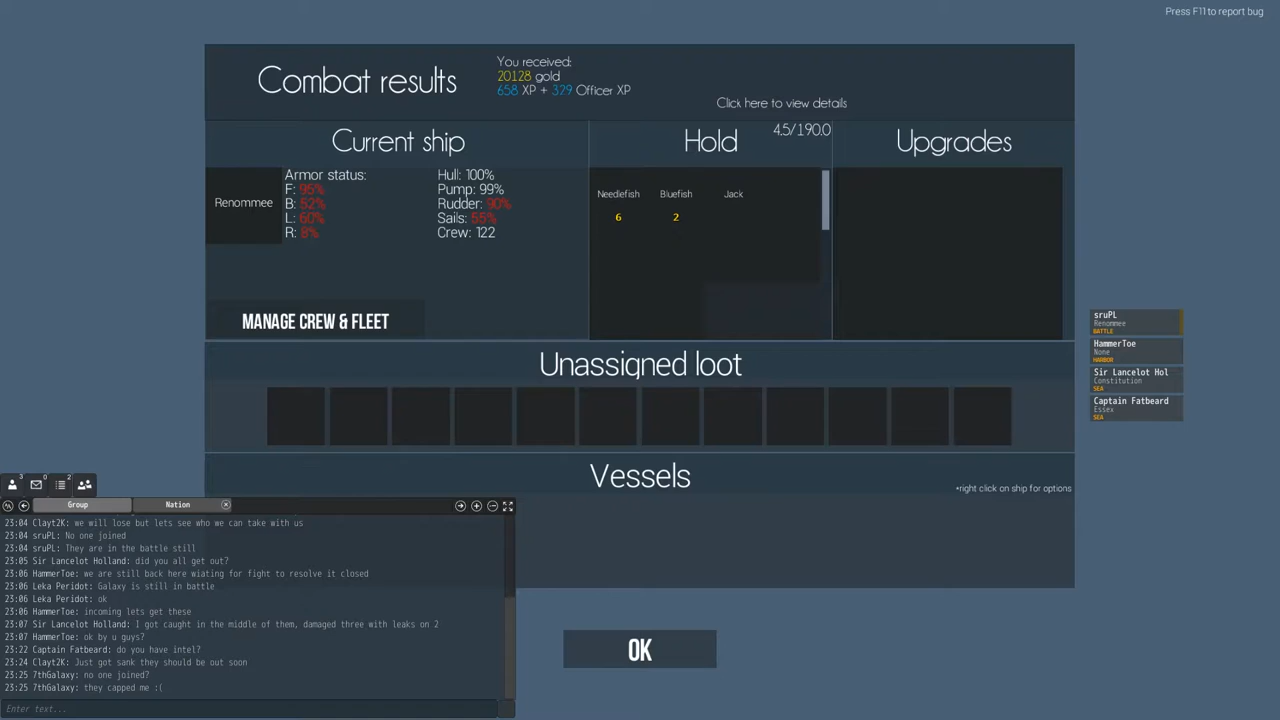 Press F11 to report bug
Combat results
You received:
20128 gold
658 XP + 329 Officer XP
Click here to view details
Current ship
Hold
4.5/190.0
Upgrades
Renommee
Armor status:
F: 95%
B: 52%
L: 60%
R: 8%
Hull: 100%
Pump: 99%
Rudder: 90%
Sails: 55%
Crew: 122
Needlefish
Bluefish
Jack
6
2
MANAGE CREW & FLEET
sruPL
Renommee
BATTLE
HammerToe
None
HARBOR
Sir Lancelot Hol
Constitution
SEA
Captain Fatbeard
Essex
SEA
Unassigned loot
Vessels
*right click on ship for options
3
0
2
Group
Nation
23:04 Clayt2K: we will lose but lets see who we can take with us
23:04 sruPL: No one joined
23:04 sruPL: They are in the battle still
23:05 Sir Lancelot Holland: did you all get out?
23:06 HammerToe: we are still back here wiating for fight to resolve it closed
23:06 Leka Peridot: Galaxy is still in battle
23:06 Leka Peridot: ok
23:06 HammerToe: incoming lets get these
23:07 Sir Lancelot Holland: I got caught in the middle of them, damaged three with leaks on 2
23:07 HammerToe: ok by u guys?
23:22 Captain Fatbeard: do you have intel?
23:24 Clayt2K: Just got sank they should be out soon
23:25 7thGalaxy: no one joined?
23:25 7thGalaxy: they capped me :(
Enter text...
OK